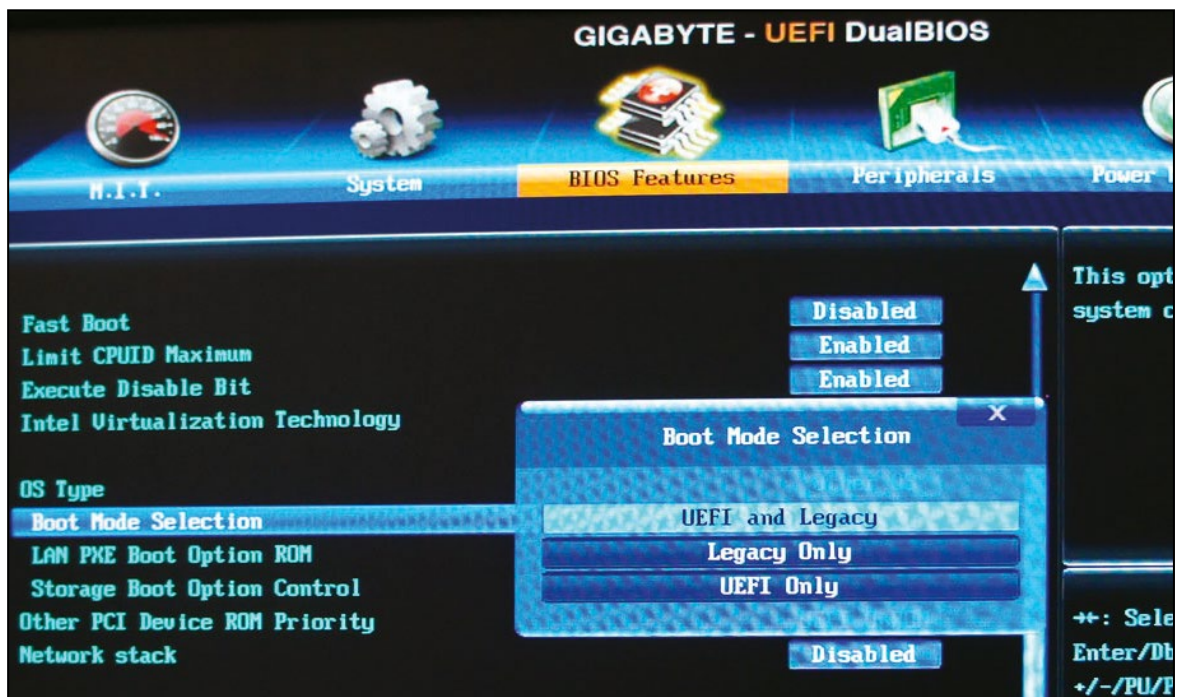 GIGABYTE - UEFI DualBIOS
M.I.T. System BIOS Features Peripherals Power
This opt
system c
Fast Boot Disabled
Limit CPUID Maximum Enabled
Execute Disable Bit Enabled
Intel Virtualization Technology
X
Boot Mode Selection
OS Type
Boot Mode Selection UEFI and Legacy
LAN PXE Boot Option ROM Legacy Only
Storage Boot Option Control UEFI Only
Other PCI Device ROM Priority
Network stack Disabled
→←: Sele
Enter/Db
+/-/PU/P